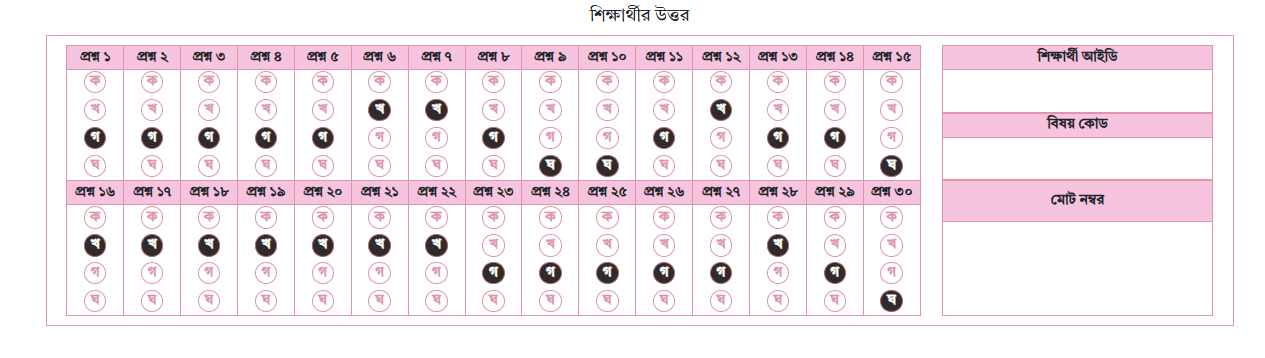 শিক্ষার্থীর উত্তর
প্রশ্ন ১ প্রশ্ন ২ প্রশ্ন ৩ প্রশ্ন ৪ প্রশ্ন ৫ প্রশ্ন ৬ প্রশ্ন ৭ প্রশ্ন ৮ প্রশ্ন ৯ প্রশ্ন ১০ প্রশ্ন ১১ প্রশ্ন ১২ প্রশ্ন ১৩ প্রশ্ন ১৪ প্রশ্ন ১৫
ক ক ক ক ক ক ক ক ক ক ক ক ক ক ক
খ খ খ খ খ খ খ খ খ খ খ খ খ খ খ
গ গ গ গ গ গ গ গ গ গ গ গ গ গ গ
ঘ ঘ ঘ ঘ ঘ ঘ ঘ ঘ ঘ ঘ ঘ ঘ ঘ ঘ ঘ
প্রশ্ন ১৬ প্রশ্ন ১৭ প্রশ্ন ১৮ প্রশ্ন ১৯ প্রশ্ন ২০ প্রশ্ন ২১ প্রশ্ন ২২ প্রশ্ন ২৩ প্রশ্ন ২৪ প্রশ্ন ২৫ প্রশ্ন ২৬ প্রশ্ন ২৭ প্রশ্ন ২৮ প্রশ্ন ২৯ প্রশ্ন ৩০
ক ক ক ক ক ক ক ক ক ক ক ক ক ক ক
খ খ খ খ খ খ খ খ খ খ খ খ খ খ খ
গ গ গ গ গ গ গ গ গ গ গ গ গ গ গ
ঘ ঘ ঘ ঘ ঘ ঘ ঘ ঘ ঘ ঘ ঘ ঘ ঘ ঘ ঘ
শিক্ষার্থী আইডি
বিষয় কোড
মোট নম্বর